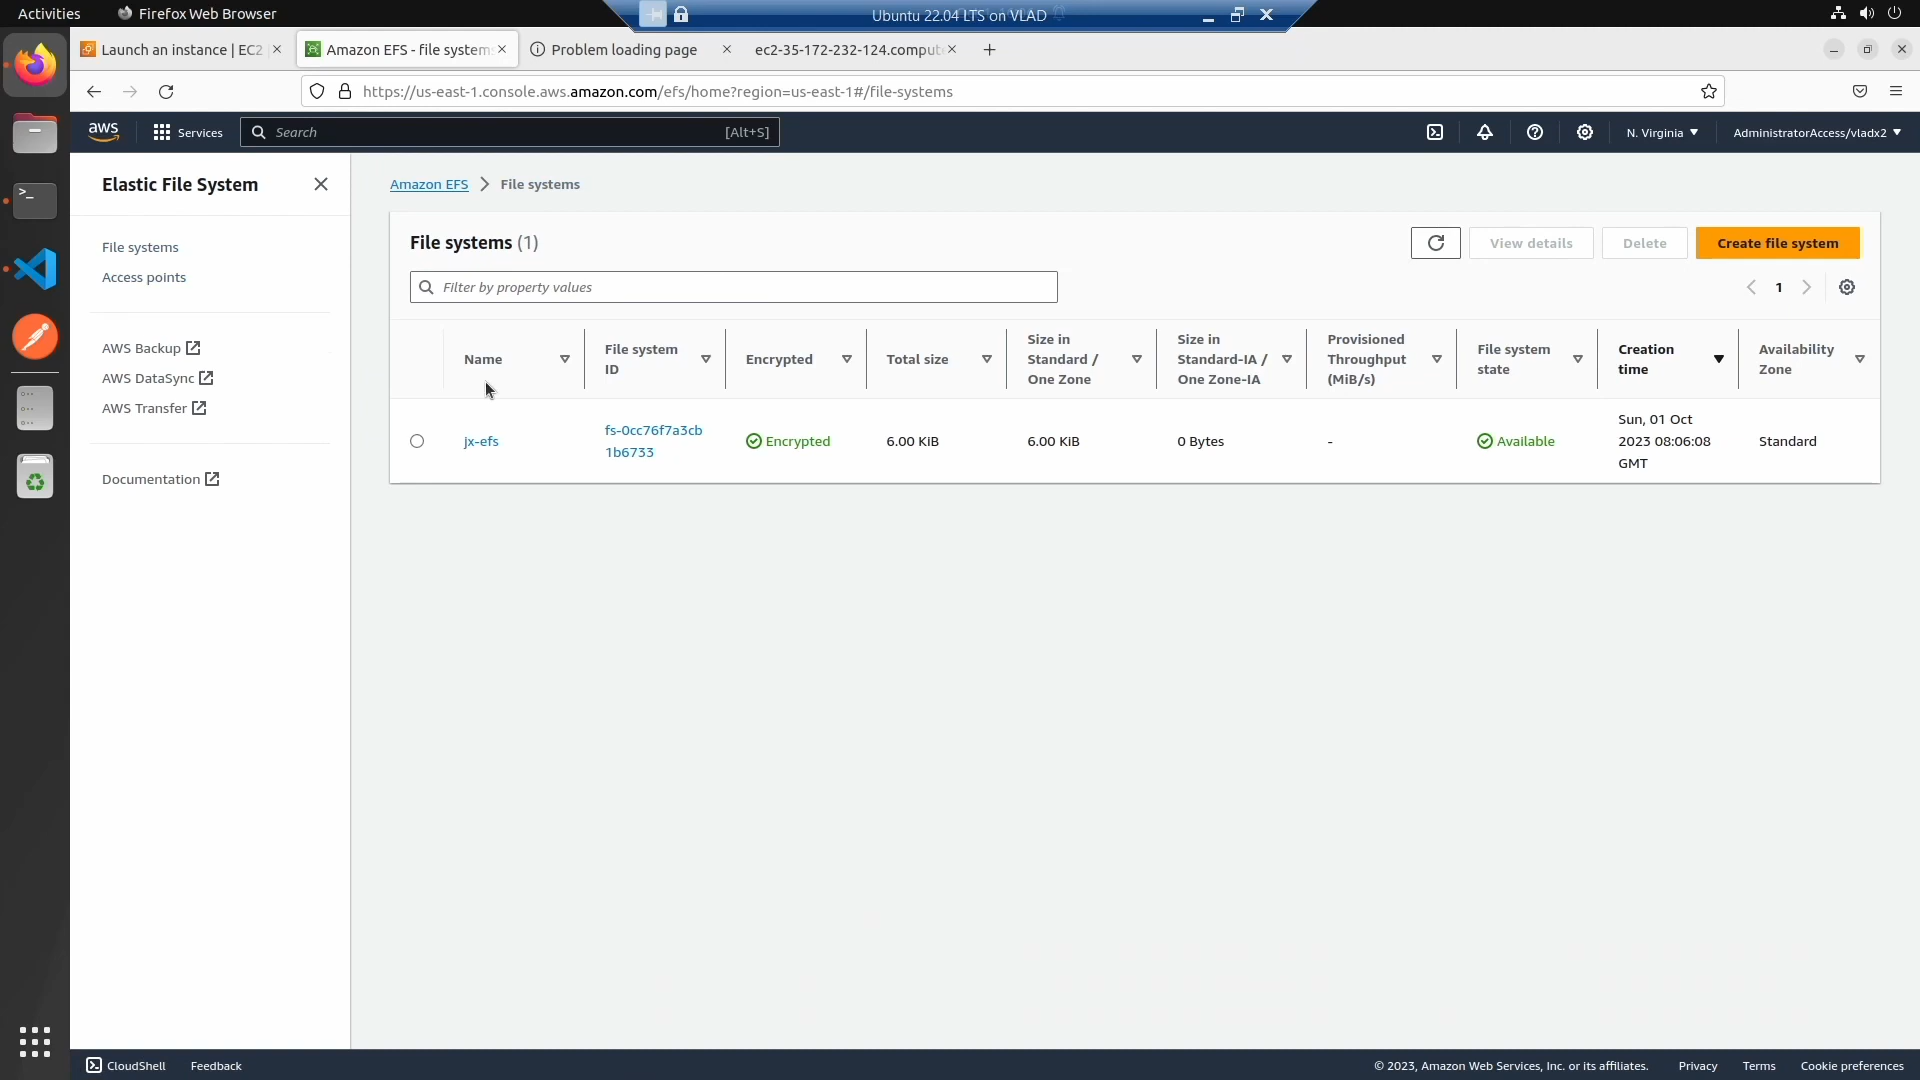 Activities
Firefox Web Browser
Ubuntu 22.04 LTS on VLAD
Launch an instance | EC2
Amazon EFS - file systems
Problem loading page
ec2-35-172-232-124.comput
https://us-east-1.console.aws.amazon.com/efs/home?region=us-east-1#/file-systems
aws
Services
Search
[Alt+S]
N. Virginia
AdministratorAccess/vladx2
Elastic File System
File systems
Access points
AWS Backup
AWS DataSync
AWS Transfer
Documentation
Amazon EFS
File systems
File systems (1)
View details
Delete
Create file system
Filter by property values
1
Name
File system
ID
Encrypted
Total size
Size in
Standard /
One Zone
Size in
Standard-IA /
One Zone-IA
Provisioned
Throughput
(MiB/s)
File system
state
Creation
time
Availability
Zone
jx-efs
fs-0cc76f7a3cb
1b6733
Encrypted
6.00 KiB
6.00 KiB
0 Bytes
-
Available
Sun, 01 Oct
2023 08:06:08
GMT
Standard
CloudShell
Feedback
© 2023, Amazon Web Services, Inc. or its affiliates.
Privacy
Terms
Cookie preferences